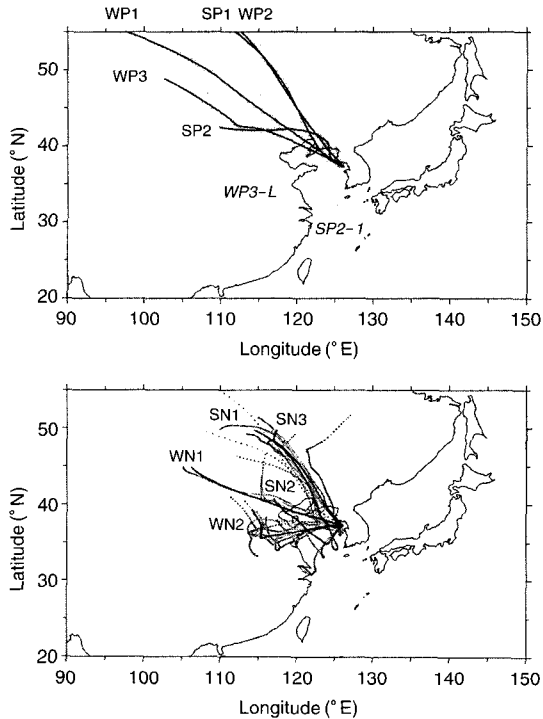 WP1 SP1 WP2
50
WP3
40
SP2
WP3-L
30
SP2-1
20
90 100 110 120 130 140 150
Longitude (° E)
Latitude (° N)
SN1 SN3
50
WN1
SN2
40
WN2
30
20
90 100 110 120 130 140 150
Longitude (° E)
Latitude (° N)